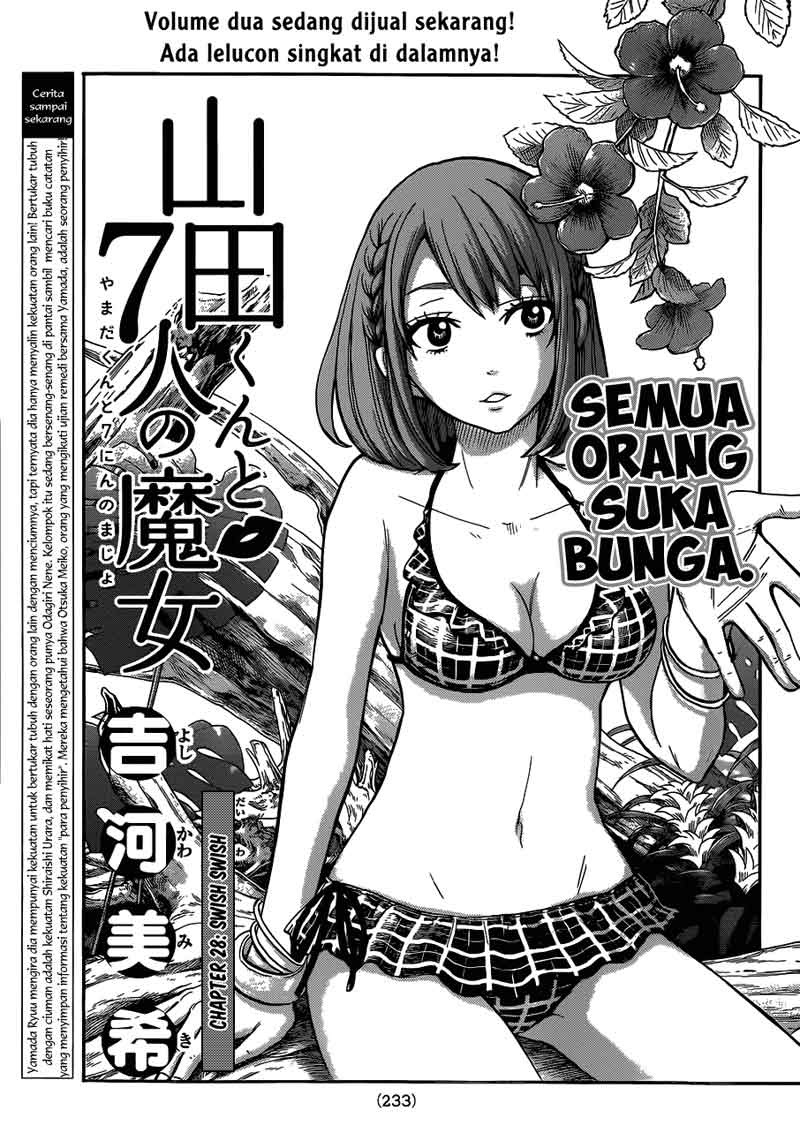 Volume dua sedang dijual sekarang!
Ada lelucon singkat di dalamnya!
Cerita
sampai
sekarang
Yamada Ryuu mengira dia mempunyai kekuatan untuk bertukar tubuh dengan orang lain dengan menciumnya, tapi ternyata dia hanya menyalin kekuatan orang lain! Bertukar tubuh
dengan ciuman adalah kekuatan Shiraishi Urara, dan memikat hati seseorang punya Odagiri Nene. Kelompok itu sedang bersenang-senang di pantai sambil mencari buku catatan
yang menyimpan informasi tentang kekuatan "para penyihir". Mereka mengetahui bahwa Otsuka Meiko, orang yang mengikuti ujian remedi bersama Yamada, adalah seorang penyihir!
山田くんと
7人の魔女
やまだくんと7にんのまじょ
吉河美希
よしかわみき
だいわ
CHAPTER 28: SWISH SWISH
SEMUA
ORANG
SUKA
BUNGA.
(233)